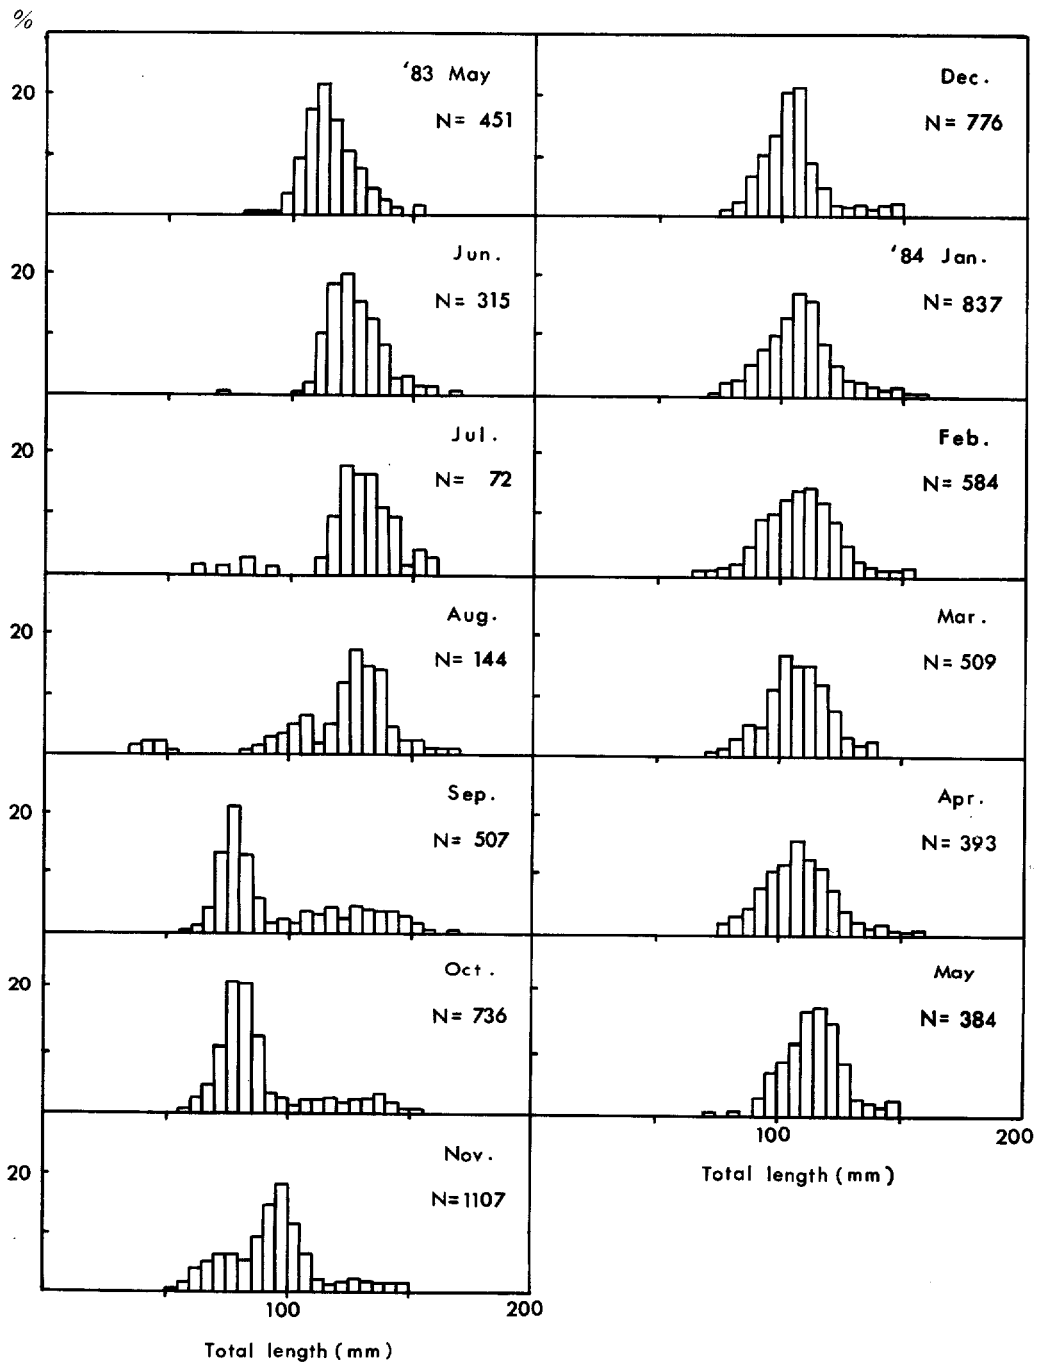 %
20
'83 May
N= 451
20
Jun.
N= 315
20
Jul.
N= 72
20
Aug.
N= 144
20
Sep.
N= 507
20
Oct.
N= 736
20
Nov.
N=1107
100
200
Total length (mm)
Dec.
N= 776
'84 Jan.
N= 837
Feb.
N= 584
Mar.
N= 509
Apr.
N= 393
May
N= 384
100
200
Total length (mm)